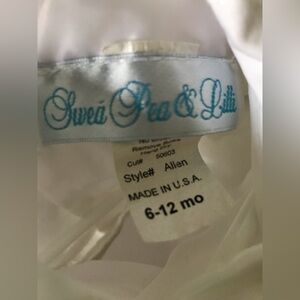 Sweá Pea & Lilli
Cut# 50603
Style# Allen
MADE IN U.S.A.
6-12 mo